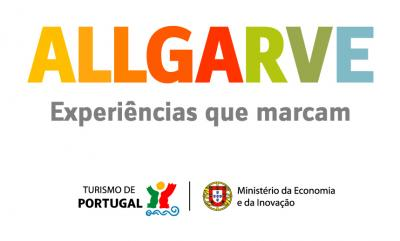 ALLGARVE
Experiências que marcam
TURISMO DE
PORTUGAL
Ministério da Economia
e da Inovação